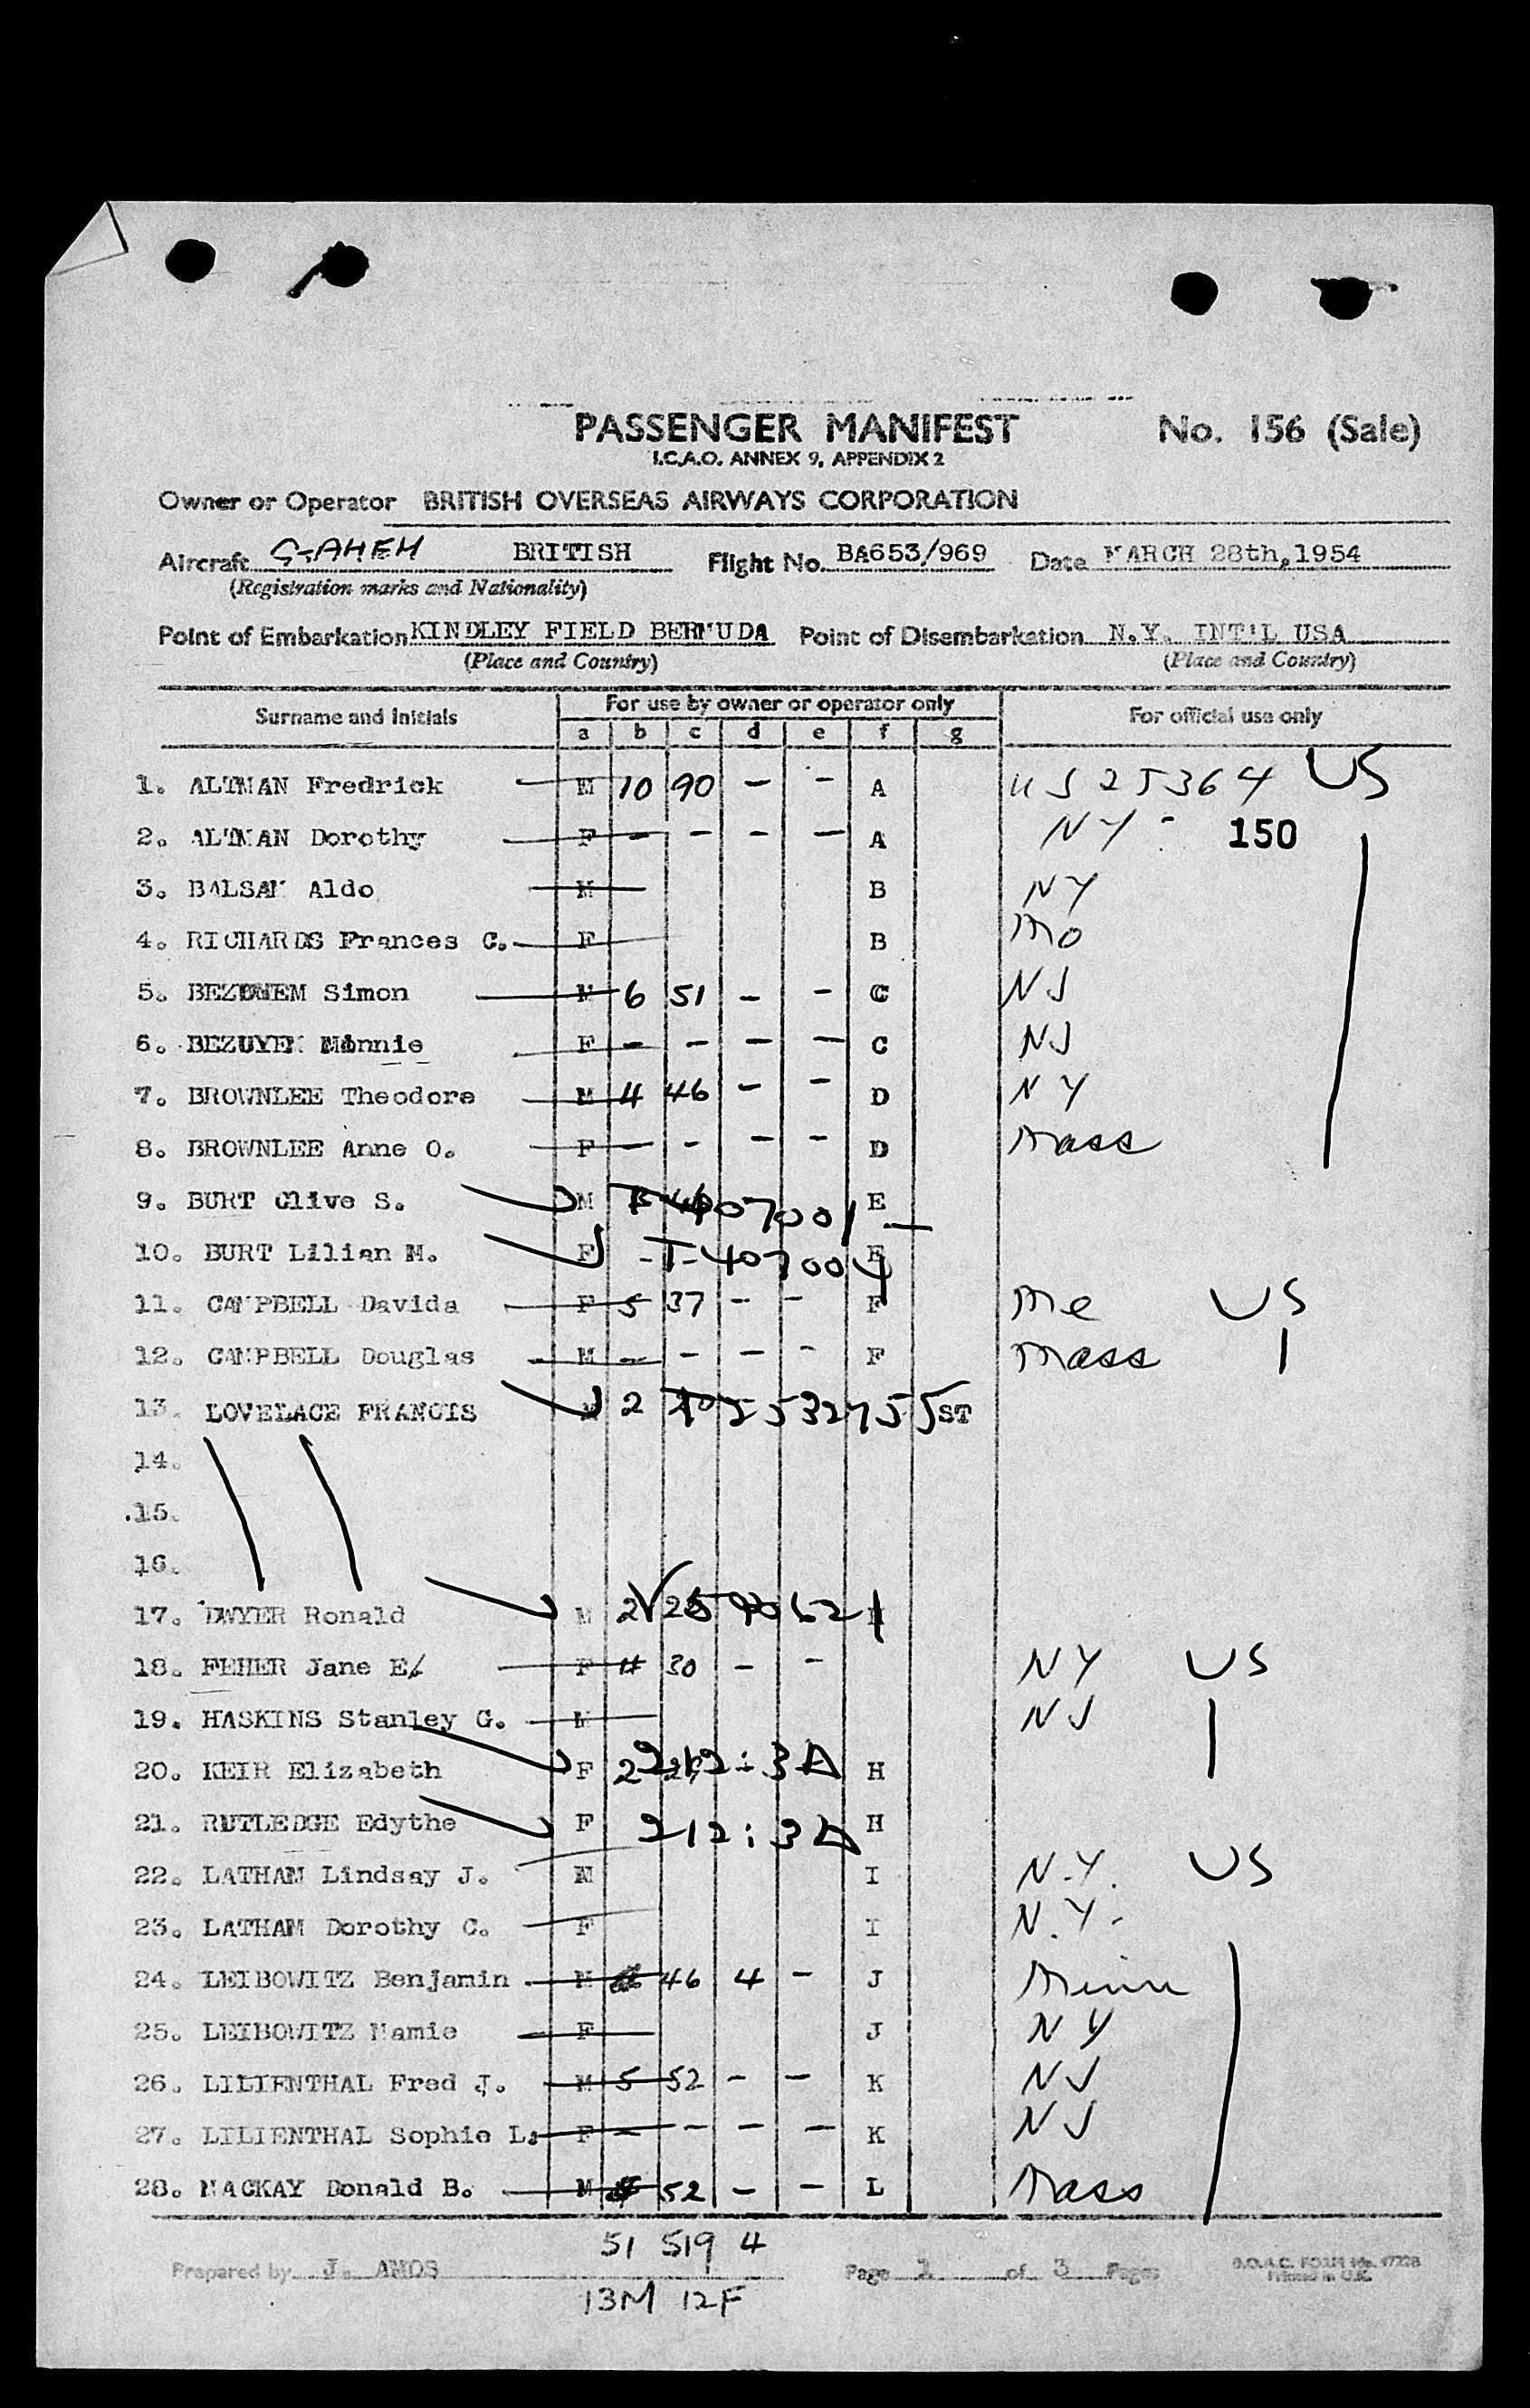 PASSENGER MANIFEST No. 156 (Sale)
I.C.A.O. ANNEX 9, APPENDIX 2
Owner or Operator BRITISH OVERSEAS AIRWAYS CORPORATION
Aircraft G-AHEM BRITISH Flight No. BA653/969 Date MARCH 28th, 1954
(Registration marks and Nationality)
Point of Embarkation KINDLEY FIELD BERMUDA Point of Disembarkation N.Y. INT'L USA
(Place and Country) (Place and Country)
Surname and Initials For use by owner or operator only For official use only
a b c d e f g
1. ALTMAN Fredrick M 10 90 - - A US25364 US
2. ALTMAN Dorothy F - - - - A NY - 150
3. BALSAM Aldo M B NY
4. RICHARDS Frances C. F B Mo
5. Simon M 6 51 - - C NJ
6. Minnie F - - - - C NJ
7. BROWNLEE Theodore M 4 46 - - D NY
8. BROWNLEE Anne O. F - - - - D Mass
9. BURT Clive S. M E
10. BURT Lilian M. F T-407004 E
11. CAMPBELL Davida F 5 37 - - F Me US
12. CAMPBELL Douglas M - - - - F Mass
13. LOVELACE FRANCIS M 2 ST
14.
15.
16.
17. DWYER Ronald M 2
18. FEHER Jane E. F 4 30 - - NY US
19. HASKINS Stanley G. M NJ
20. KEIR Elizabeth F 2 H
21. RUTLEDGE Edythe F 212:3A H
22. LATHAM Lindsay J. M I N.Y. US
23. LATHAM Dorothy C. F I N.Y.
24. LEIBOWITZ Benjamin M 46 4 - J Minn
25. LEIBOWITZ Mamie F J NY
26. LILIENTHAL Fred J. M 5 52 - - K NJ
27. LILIENTHAL Sophie L. F - - - - K NJ
28. MACKAY Donald B. M 52 - - L Mass
51 519 4
Prepared by J. AMOS Page 1 of 3 Pages B.O.A.C. FORM No.
Printed in U.K.
13M 12F